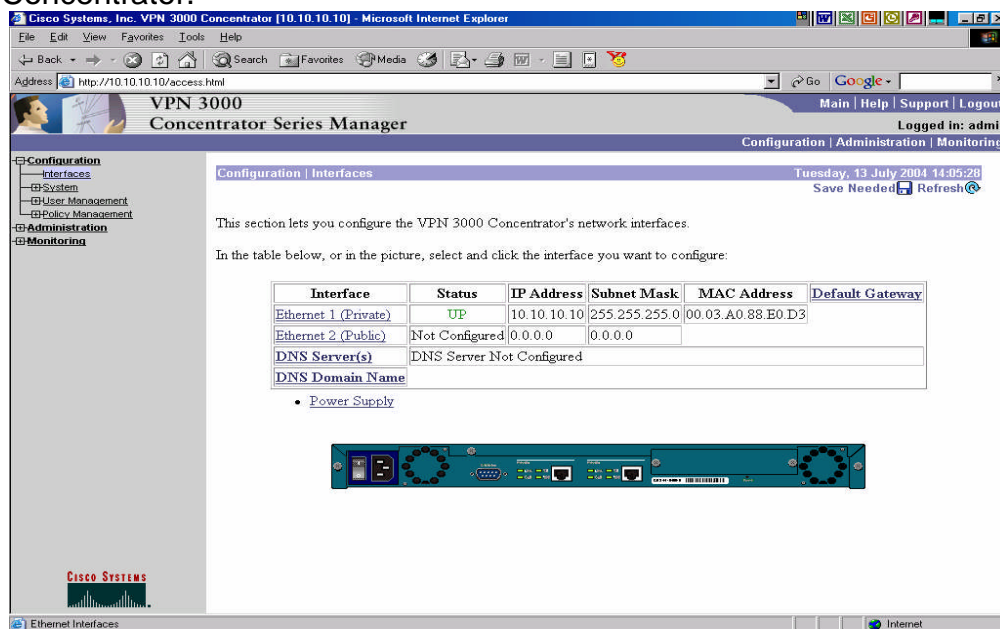 Concentrator.
Cisco Systems, Inc. VPN 3000 Concentrator [10.10.10.10] - Microsoft Internet Explorer
File Edit View Favorites Tools Help
Back Search Favorites Media
Address http://10.10.10.10/access.html Go Google
VPN 3000
Concentrator Series Manager
Main | Help | Support | Logout
Logged in: admi
Configuration | Administration | Monitoring
Configuration
Interfaces
System
User Management
Policy Management
Administration
Monitoring
Configuration | Interfaces Tuesday, 13 July 2004 14:05:28
Save Needed Refresh
This section lets you configure the VPN 3000 Concentrator's network interfaces.
In the table below, or in the picture, select and click the interface you want to configure:
Interface Status IP Address Subnet Mask MAC Address Default Gateway
Ethernet 1 (Private) UP 10.10.10.10 255.255.255.0 00.03.A0.88.E0.D3
Ethernet 2 (Public) Not Configured 0.0.0.0 0.0.0.0
DNS Server(s) DNS Server Not Configured
DNS Domain Name
• Power Supply
CISCO SYSTEMS
Ethernet Interfaces Internet